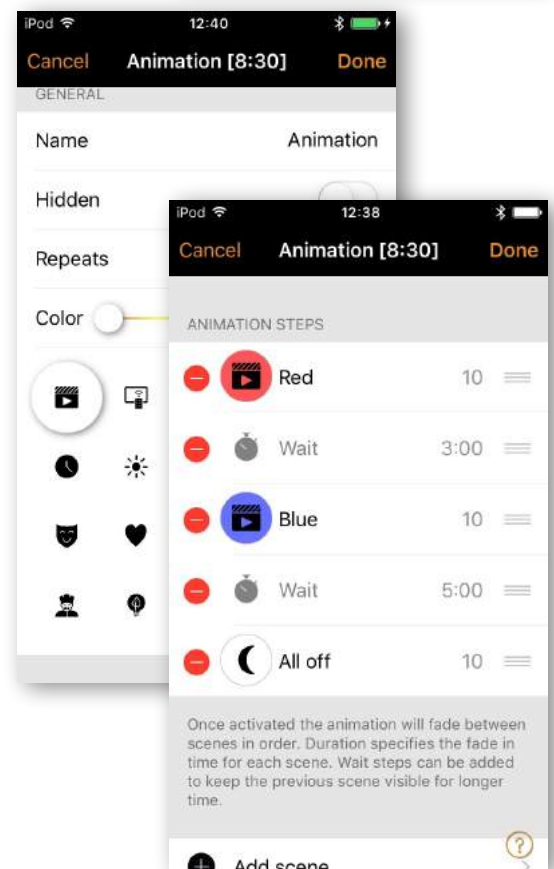 iPod 12:40
Cancel Animation [8:30] Done
GENERAL
Name Animation
Hidden
Repeats
Color
iPod 12:38
Cancel Animation [8:30] Done
ANIMATION STEPS
Red 10
Wait 3:00
Blue 10
Wait 5:00
All off 10
Once activated the animation will fade between
scenes in order. Duration specifies the fade in
time for each scene. Wait steps can be added
to keep the previous scene visible for longer
time.
?
Add scene